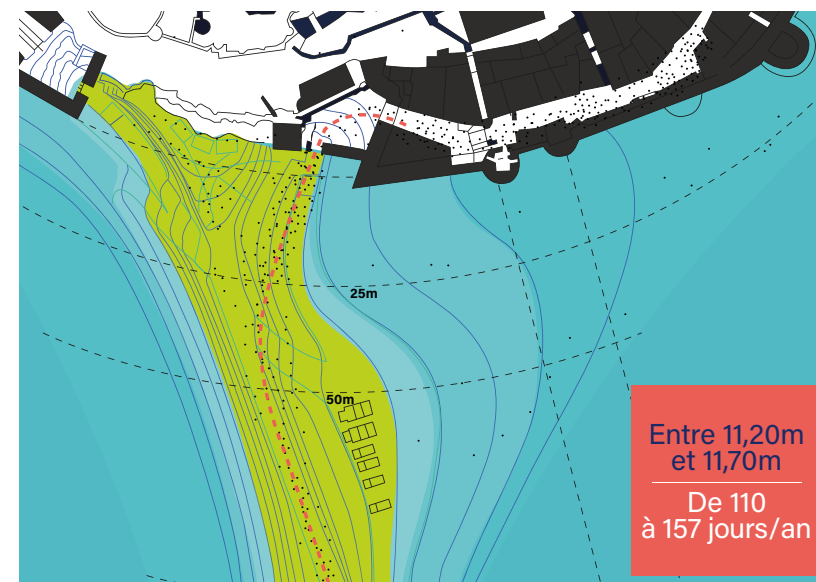 25m
50m
Entre 11,20m
et 11,70m
De 110
à 157 jours/an